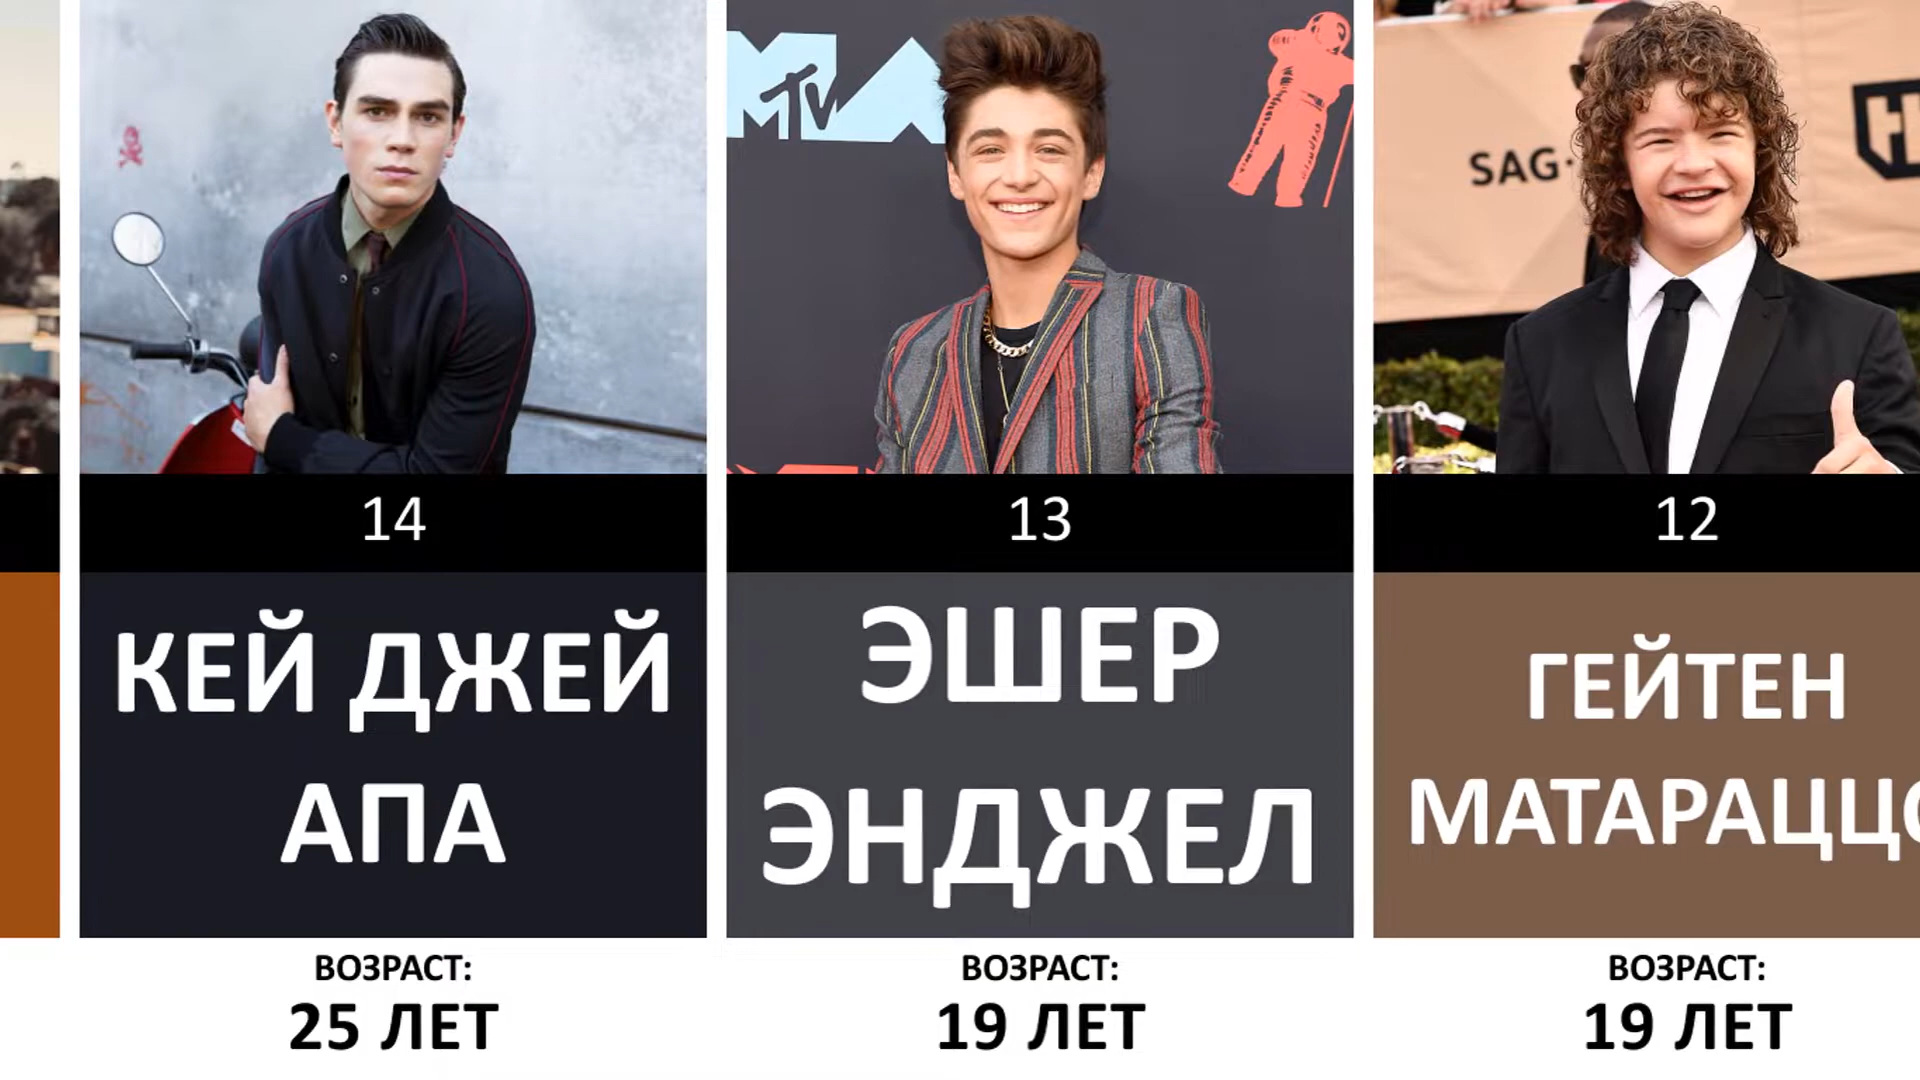 MTV
SAG
14
КЕЙ ДЖЕЙ
АПА
ВОЗРАСТ:
25 ЛЕТ
13
ЭШЕР
ЭНДЖЕЛ
ВОЗРАСТ:
19 ЛЕТ
12
ГЕЙТЕН
МАТАРАЦЦО
ВОЗРАСТ:
19 ЛЕТ